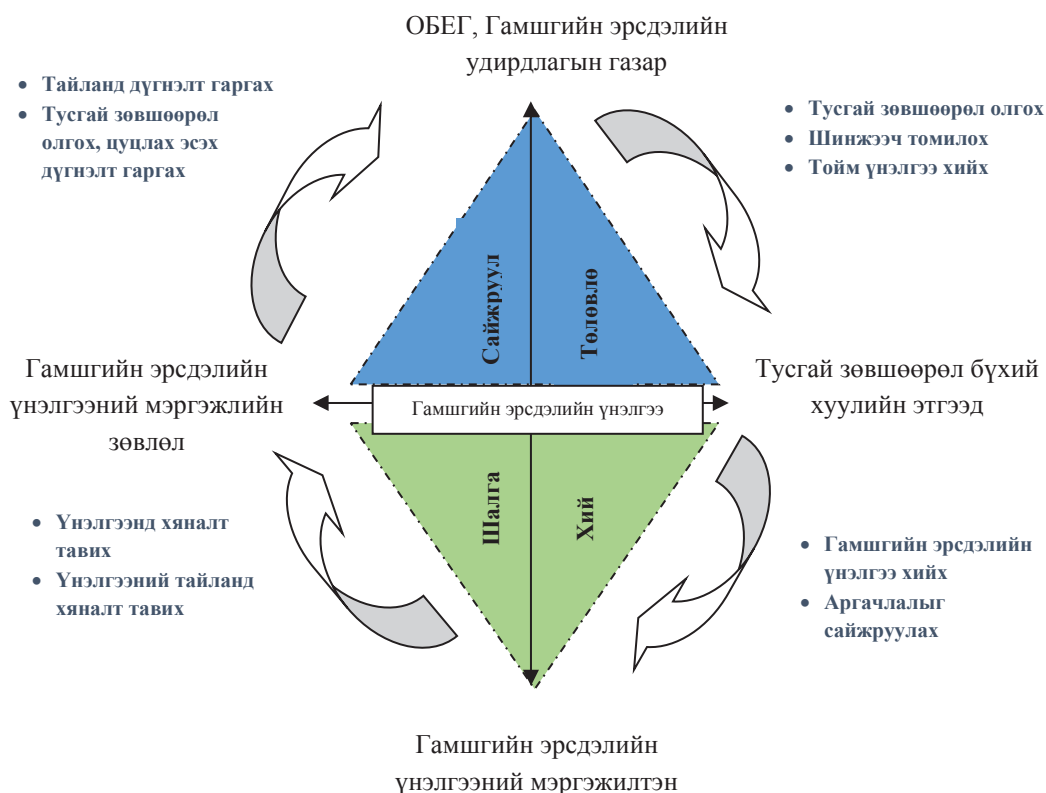 ОБЕГ, Гамшгийн эрсдэлийн
удирдлагын газар
• Тайланд дүгнэлт гаргах
• Тусгай зөвшөөрөл
олгох, цуцлах эсэх
дүгнэлт гаргах
• Тусгай зөвшөөрөл олгох
• Шинжээч томилох
• Тойм үнэлгээ хийх
Сайжруул
Төлөвлө
Гамшгийн эрсдэлийн
үнэлгээний мэргэжлийн
зөвлөл
Гамшгийн эрсдэлийн үнэлгээ
Тусгай зөвшөөрөл бүхий
хуулийн этгээд
Шалга
Хий
• Үнэлгээнд хяналт
тавих
• Үнэлгээний тайланд
хяналт тавих
• Гамшгийн эрсдэлийн
үнэлгээ хийх
• Аргачлалыг
сайжруулах
Гамшгийн эрсдэлийн
үнэлгээний мэргэжилтэн